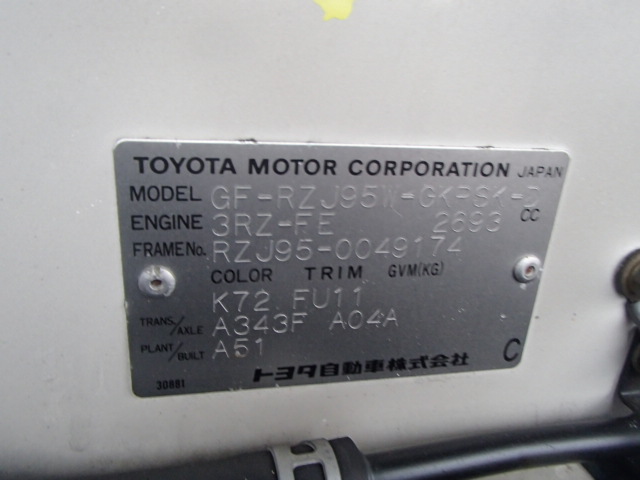 TOYOTA MOTOR CORPORATION JAPAN
MODEL GF-RZJ95W-GKPSK-D
ENGINE 3RZ-FE 2693 CC
FRAME No. RZJ95-0049174
COLOR TRIM GVM(KG)
K72 FU11
TRANS/AXLE A343F A04A
PLANT/BUILT A51
30881 トヨタ自動車株式会社 C